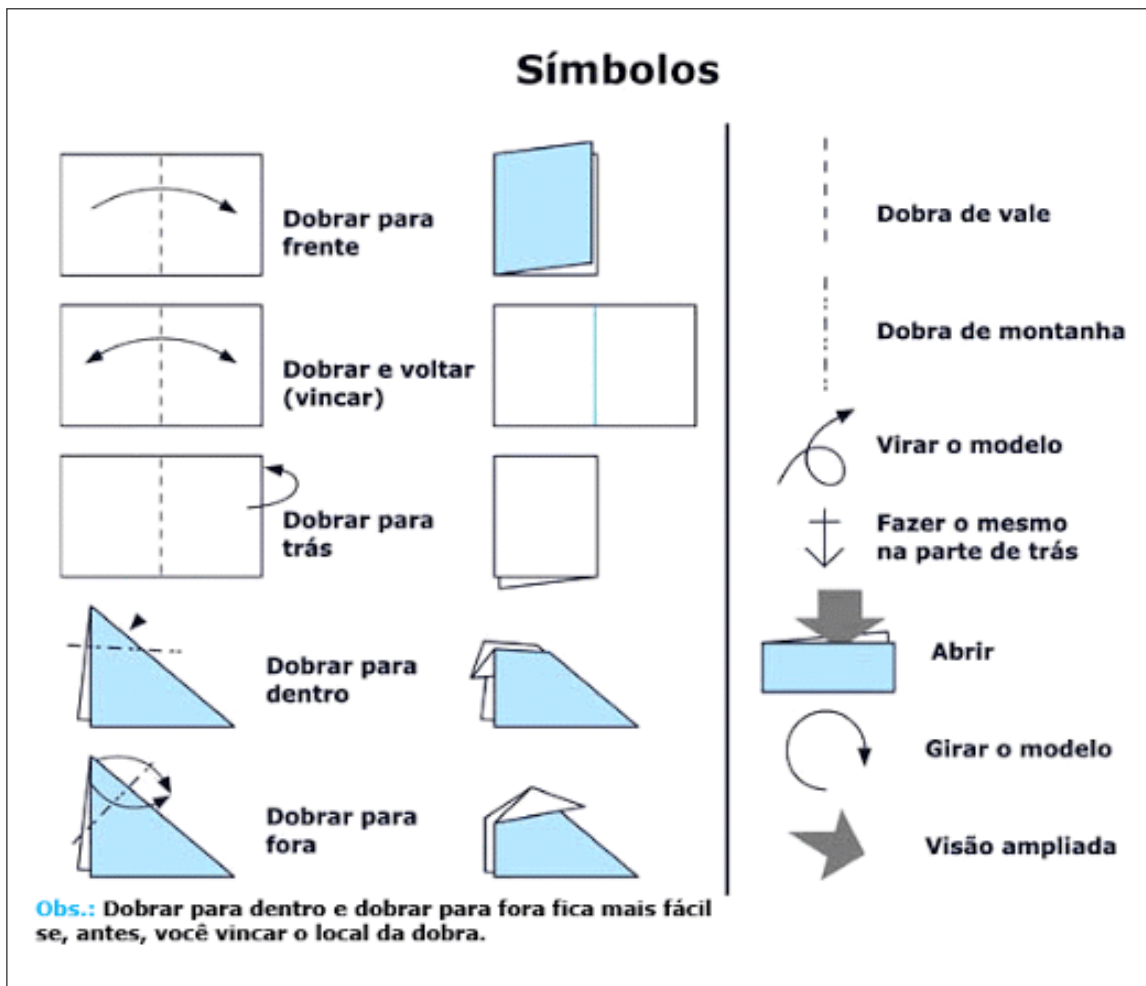 Símbolos
Dobrar para
frente
Dobrar e voltar
(vincar)
Dobrar para
trás
Dobrar para
dentro
Dobrar para
fora
Obs.: Dobrar para dentro e dobrar para fora fica mais fácil
se, antes, você vincar o local da dobra.
Dobra de vale
Dobra de montanha
Virar o modelo
Fazer o mesmo
na parte de trás
Abrir
Girar o modelo
Visão ampliada